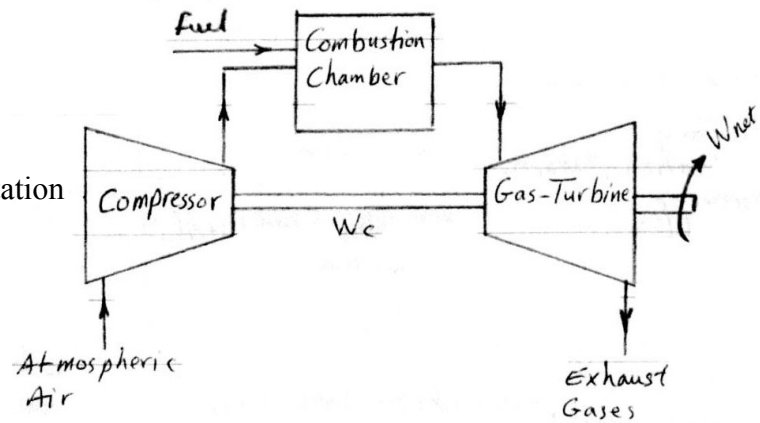 Fuel
Combustion
Chamber
Wnet
ation
Compressor
Gas-Turbine
Wc
Atmospheric
Air
Exhaust
Gases